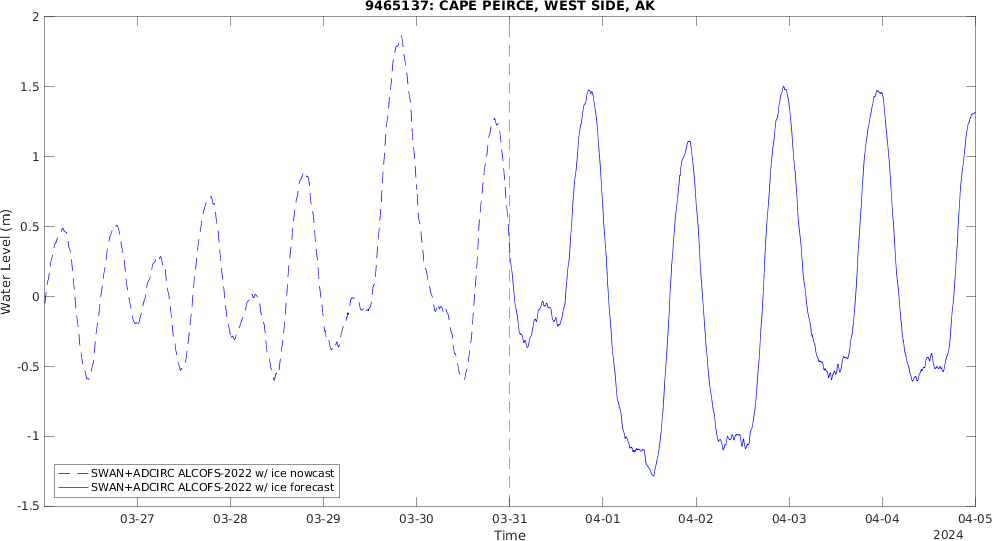 9465137: CAPE PEIRCE, WEST SIDE, AK
2
1.5
1
0.5
0
-0.5
-1
-1.5
Water Level (m)
SWAN+ADCIRC ALCOFS-2022 w/ ice nowcast
SWAN+ADCIRC ALCOFS-2022 w/ ice forecast
03-27 03-28 03-29 03-30 03-31 04-01 04-02 04-03 04-04 04-05
Time
2024